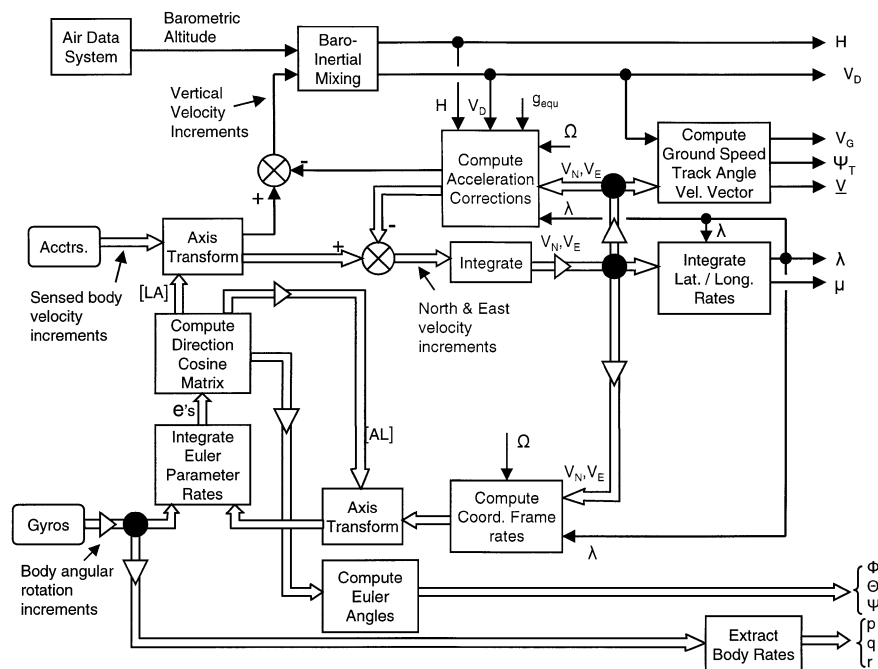 Air Data
System
Barometric
Altitude
Baro-
Inertial
Mixing
H
V_D
Vertical
Velocity
Increments
H
V_D
g_equ
Ω
Compute
Acceleration
Corrections
V_N,V_E
λ
Compute
Ground Speed
Track Angle
Vel. Vector
V_G
Ψ_T
V
-
+
-
+
Acctrs.
Axis
Transform
Integrate
V_N,V_E
λ
Integrate
Lat. / Long.
Rates
λ
μ
Sensed body
velocity
increments
[LA]
North & East
velocity
increments
Compute
Direction
Cosine
Matrix
e's
[AL]
Integrate
Euler
Parameter
Rates
Ω
V_N,V_E
Gyros
Axis
Transform
Compute
Coord. Frame
rates
λ
Body angular
rotation
increments
Compute
Euler
Angles
Φ
Θ
Ψ
Extract
Body Rates
p
q
r